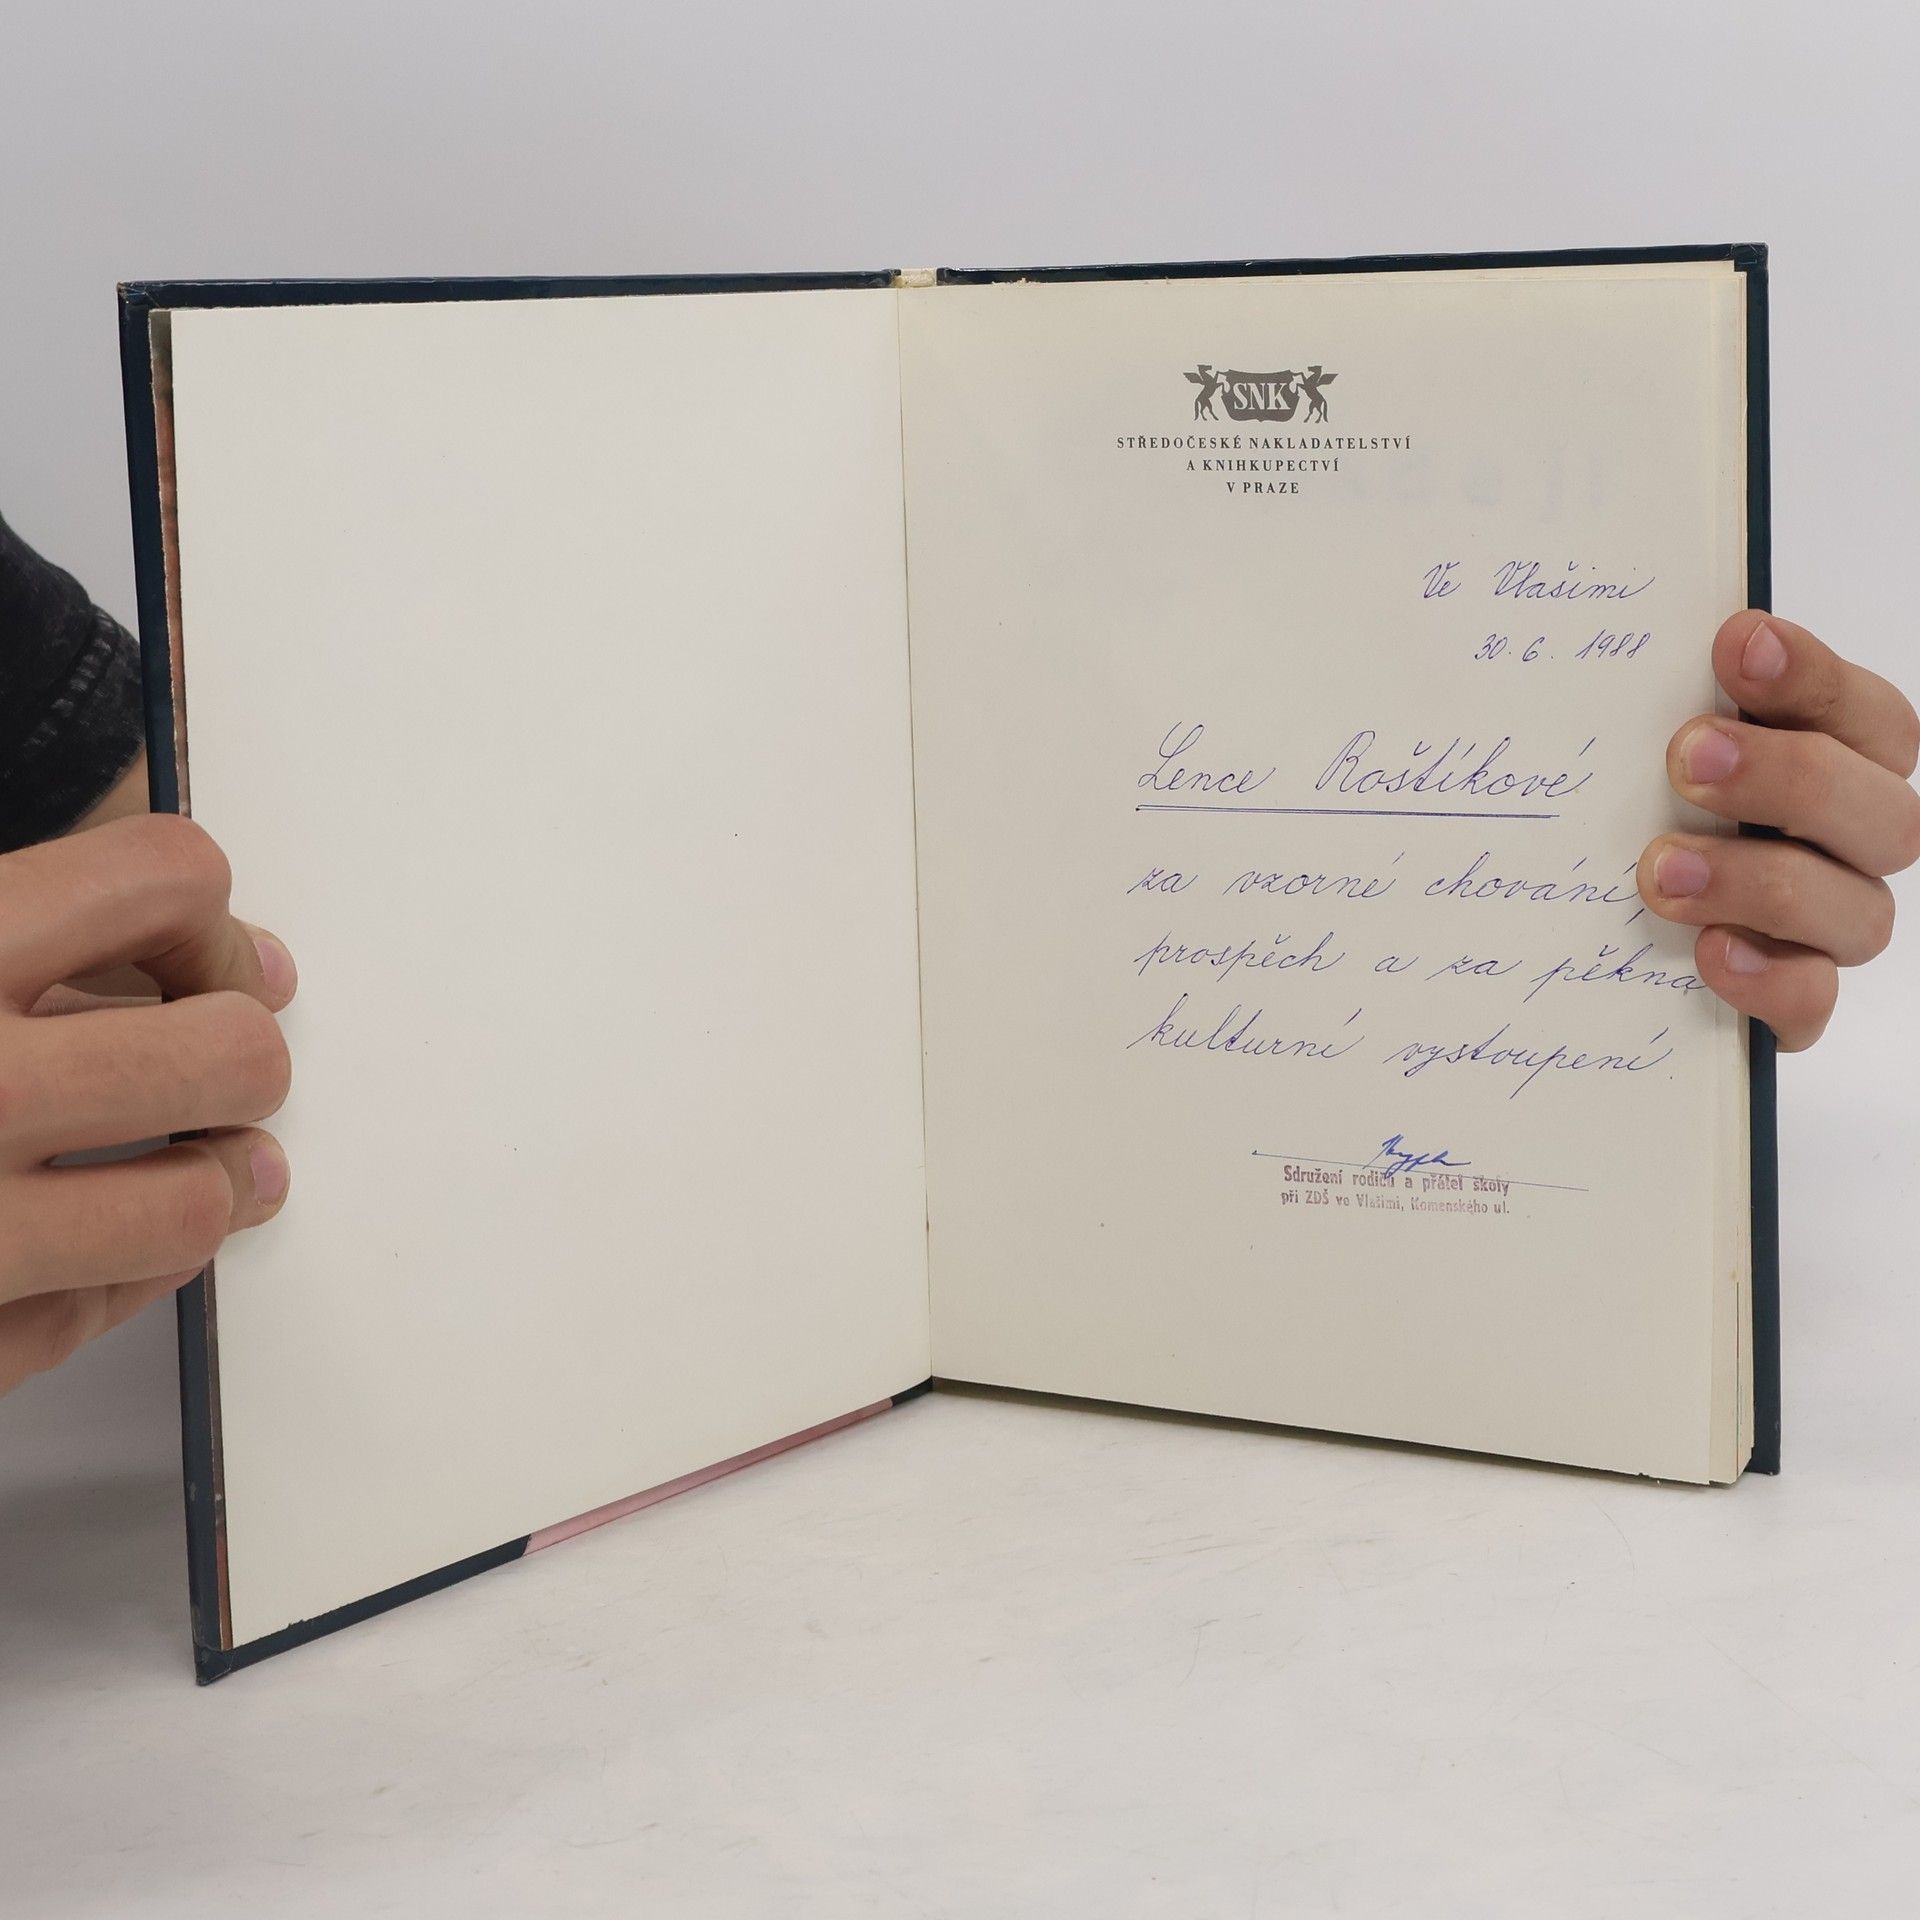 SNK
STŘEDOČESKÉ NAKLADATELSTVÍ
A KNIHKUPECTVÍ
V PRAZE
Ve Vlašimi
30. 6. 1988
Lence Roštíkové
za vzorné chování,
prospěch a za pěkna
kulturní vystoupení.
Sdružení rodičů a přátel školy
při ZDŠ ve Vlašimi, Komenského ul.